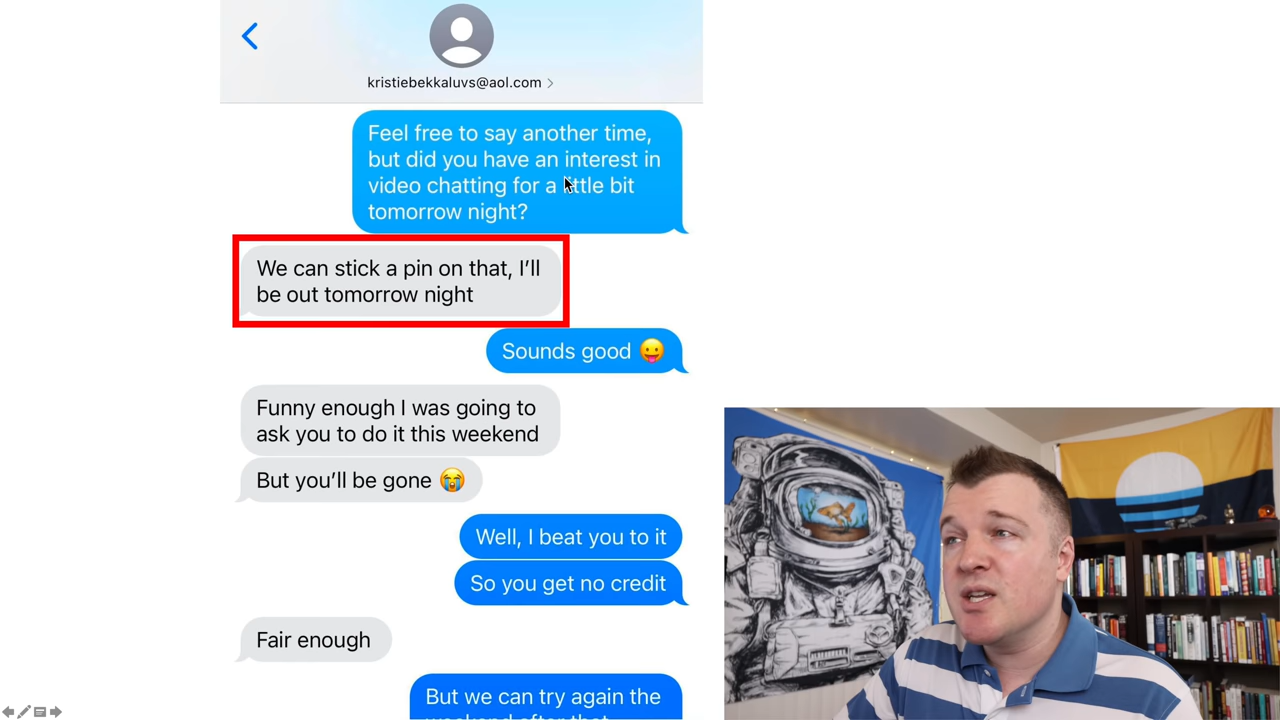 kristiebekkaluvs@aol.com
Feel free to say another time,
but did you have an interest in
video chatting for a little bit
tomorrow night?
We can stick a pin on that, I’ll
be out tomorrow night
Sounds good 😛
Funny enough I was going to
ask you to do it this weekend
But you’ll be gone 😭
Well, I beat you to it
So you get no credit
Fair enough
But we can try again the
weekend after that